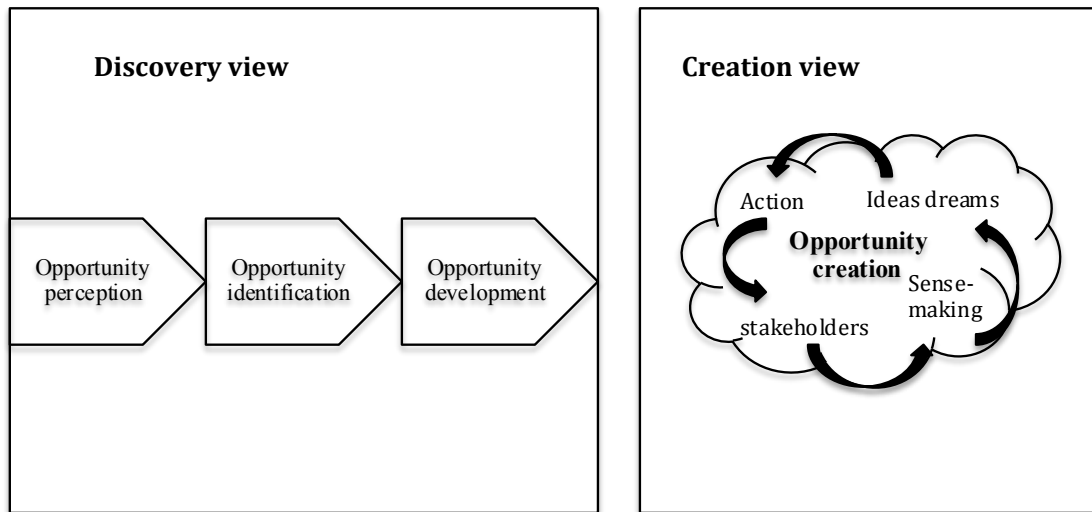 Discovery view
Opportunity
perception
Opportunity
identification
Opportunity
development
Creation view
Action
Ideas dreams
Opportunity
creation
Sense-
making
stakeholders